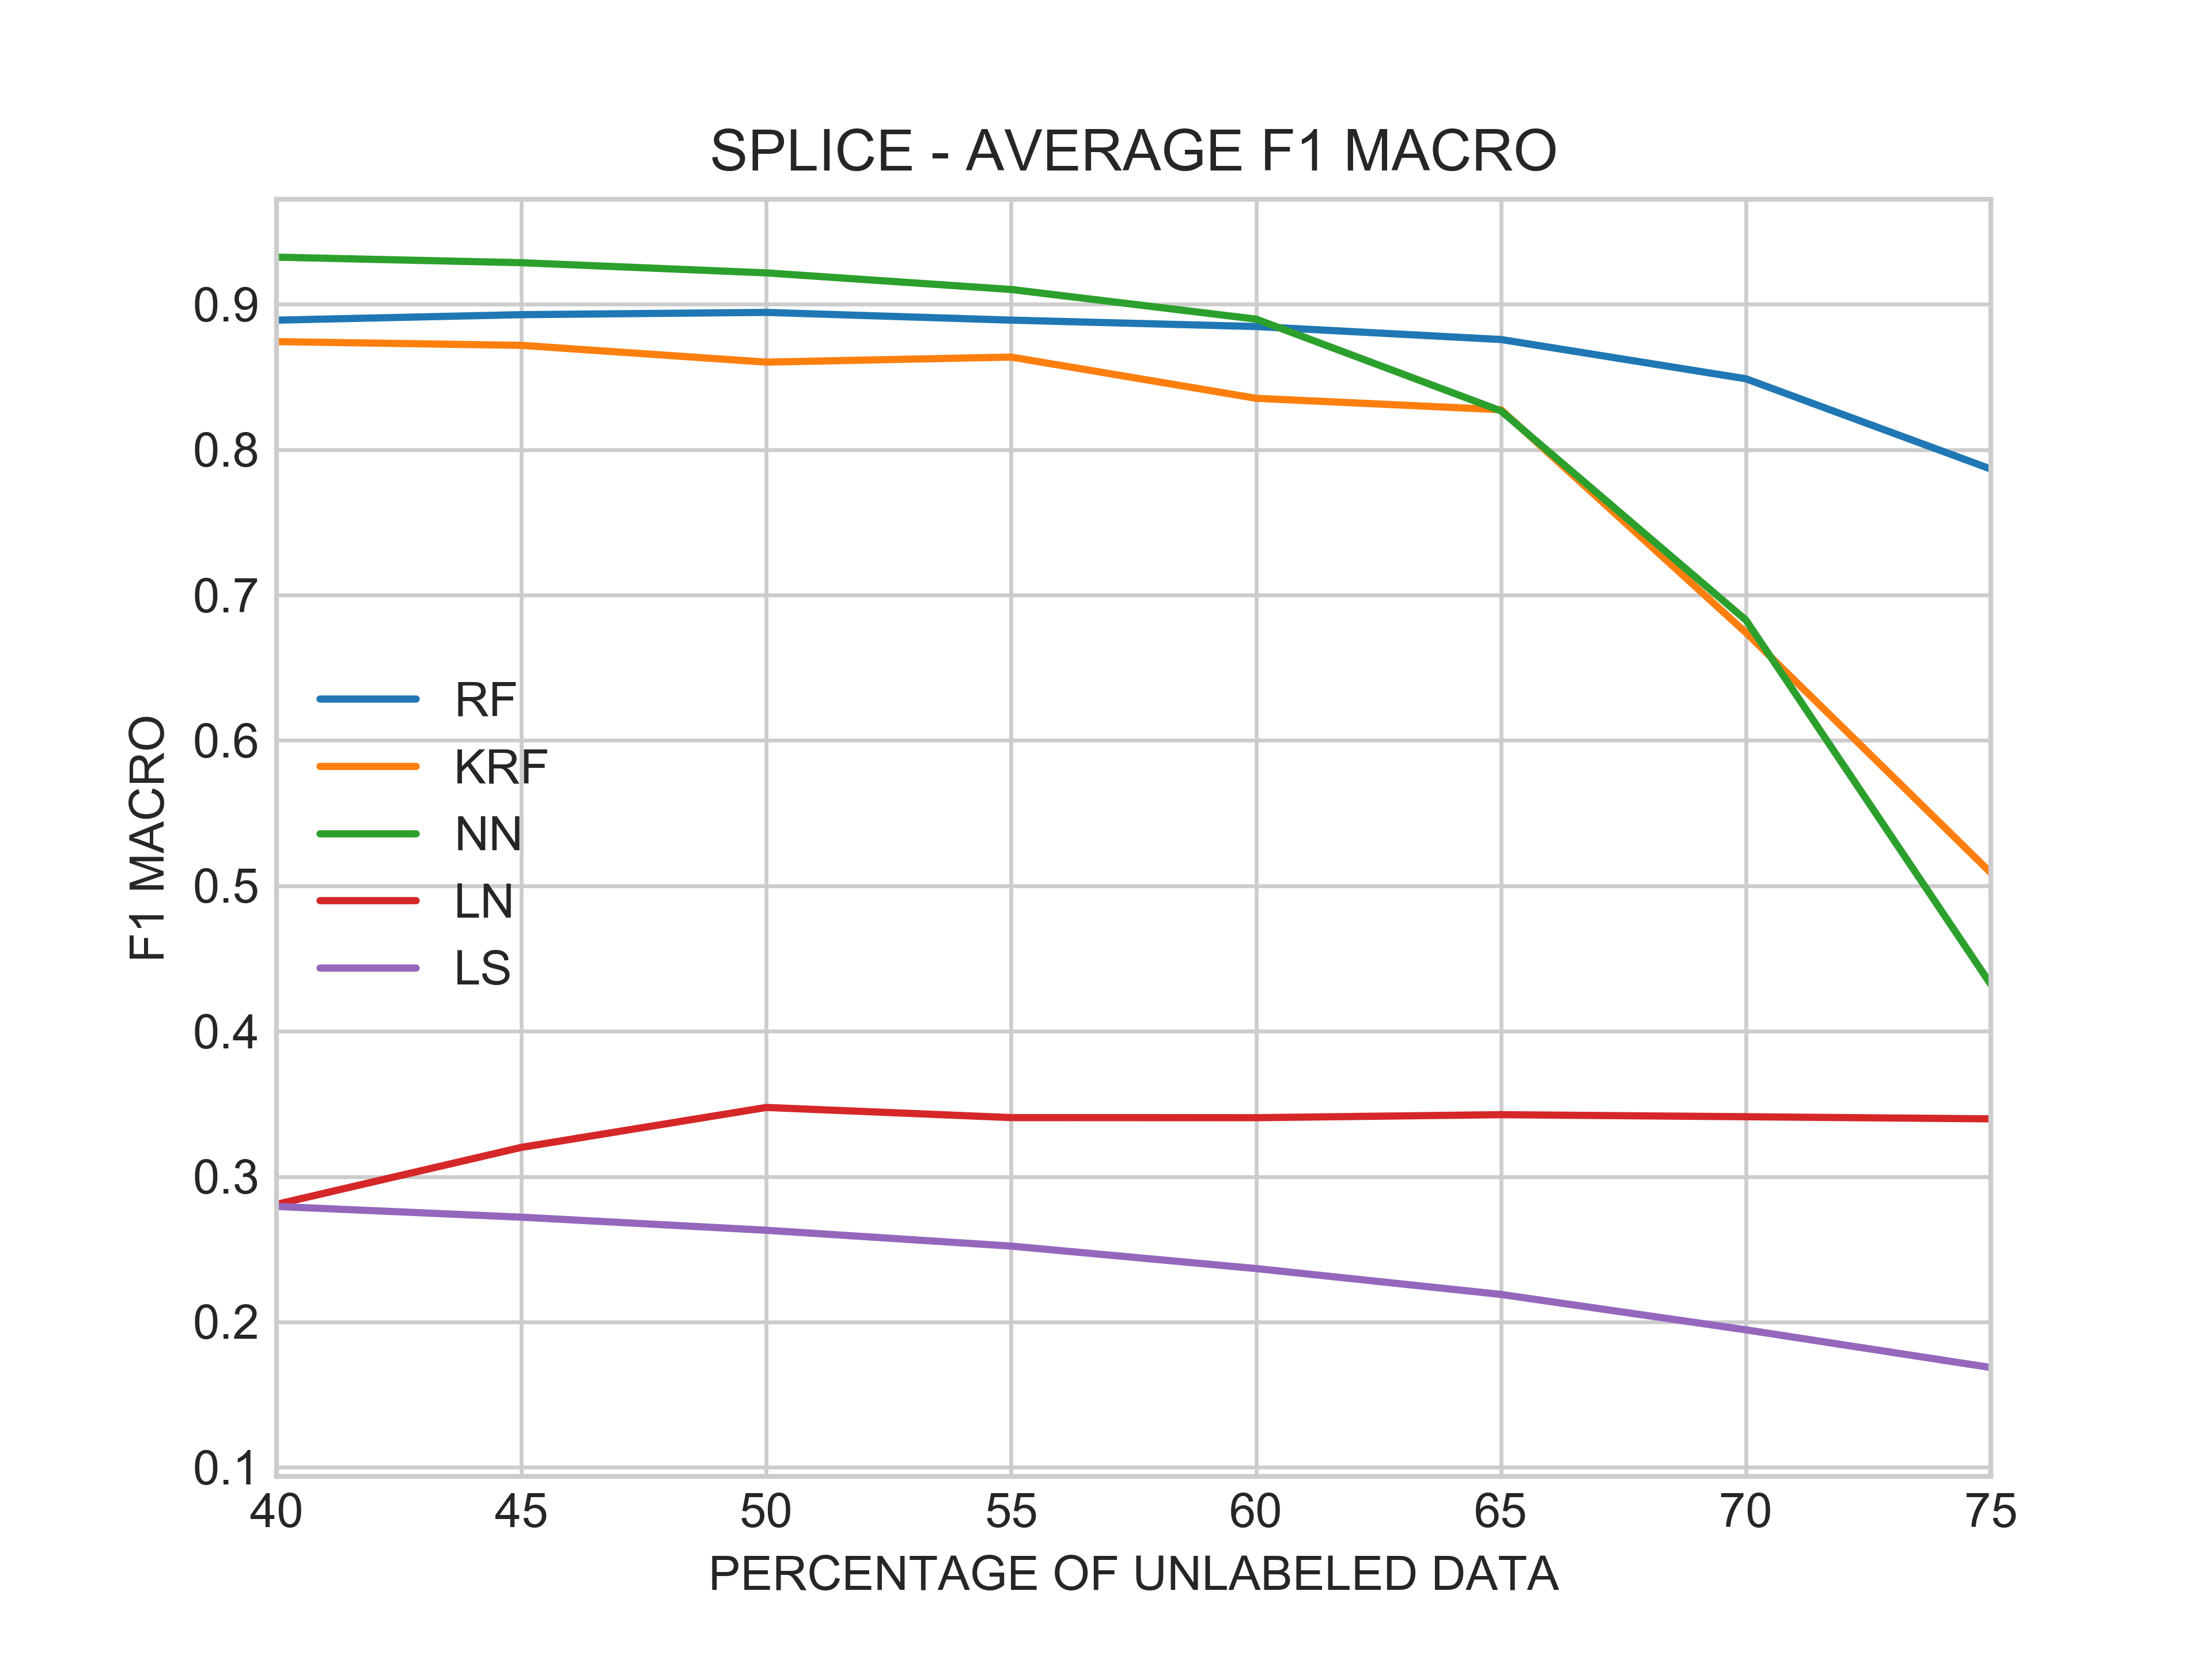 SPLICE - AVERAGE F1 MACRO
F1 MACRO
0.9
0.8
0.7
0.6
0.5
0.4
0.3
0.2
0.1
RF
KRF
NN
LN
LS
40 45 50 55 60 65 70 75
PERCENTAGE OF UNLABELED DATA